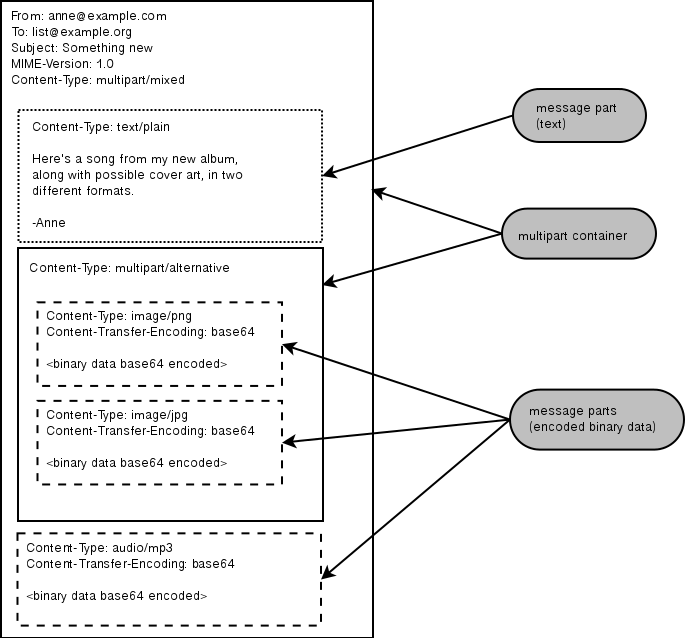 From: anne@example.com
To: list@example.org
Subject: Something new
MIME-Version: 1.0
Content-Type: multipart/mixed
Content-Type: text/plain
Here's a song from my new album,
along with possible cover art, in two
different formats.
-Anne
Content-Type: multipart/alternative
Content-Type: image/png
Content-Transfer-Encoding: base64
<binary data base64 encoded>
Content-Type: image/jpg
Content-Transfer-Encoding: base64
<binary data base64 encoded>
Content-Type: audio/mp3
Content-Transfer-Encoding: base64
<binary data base64 encoded>
message part
(text)
multipart container
message parts
(encoded binary data)